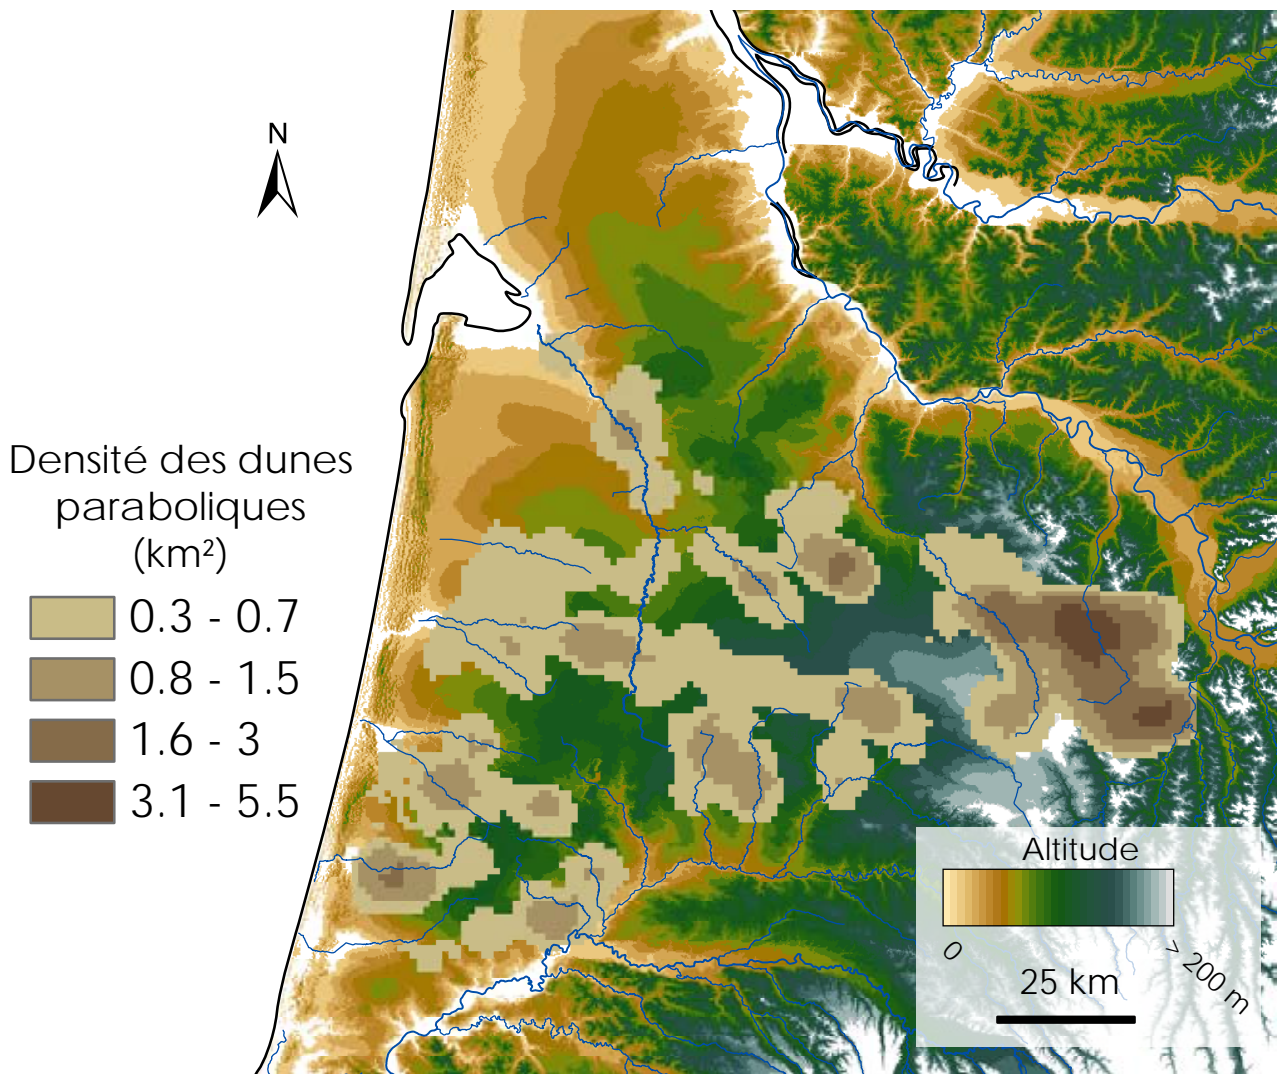 N
Densité des dunes
paraboliques
(km²)
0.3 - 0.7
0.8 - 1.5
1.6 - 3
3.1 - 5.5
Altitude
0
> 200 m
25 km